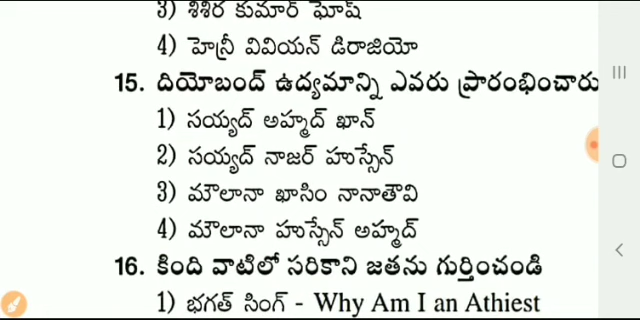 3) శిశిర కుమార్ ఘోష్
4) హెన్రీ వివియన్ డిరాజియో
15. దియోబంద్ ఉద్యమాన్ని ఎవరు ప్రారంభించారు
1) సయ్యద్ అహ్మద్ ఖాన్
2) సయ్యద్ నాజర్ హుస్సేన్
3) మౌలానా ఖాసిం నానాతౌవి
4) మౌలానా హుస్సేన్ అహ్మద్
16. కింది వాటిలో సరికాని జతను గుర్తించండి
1) భగత్ సింగ్ - Why Am I an Athiest